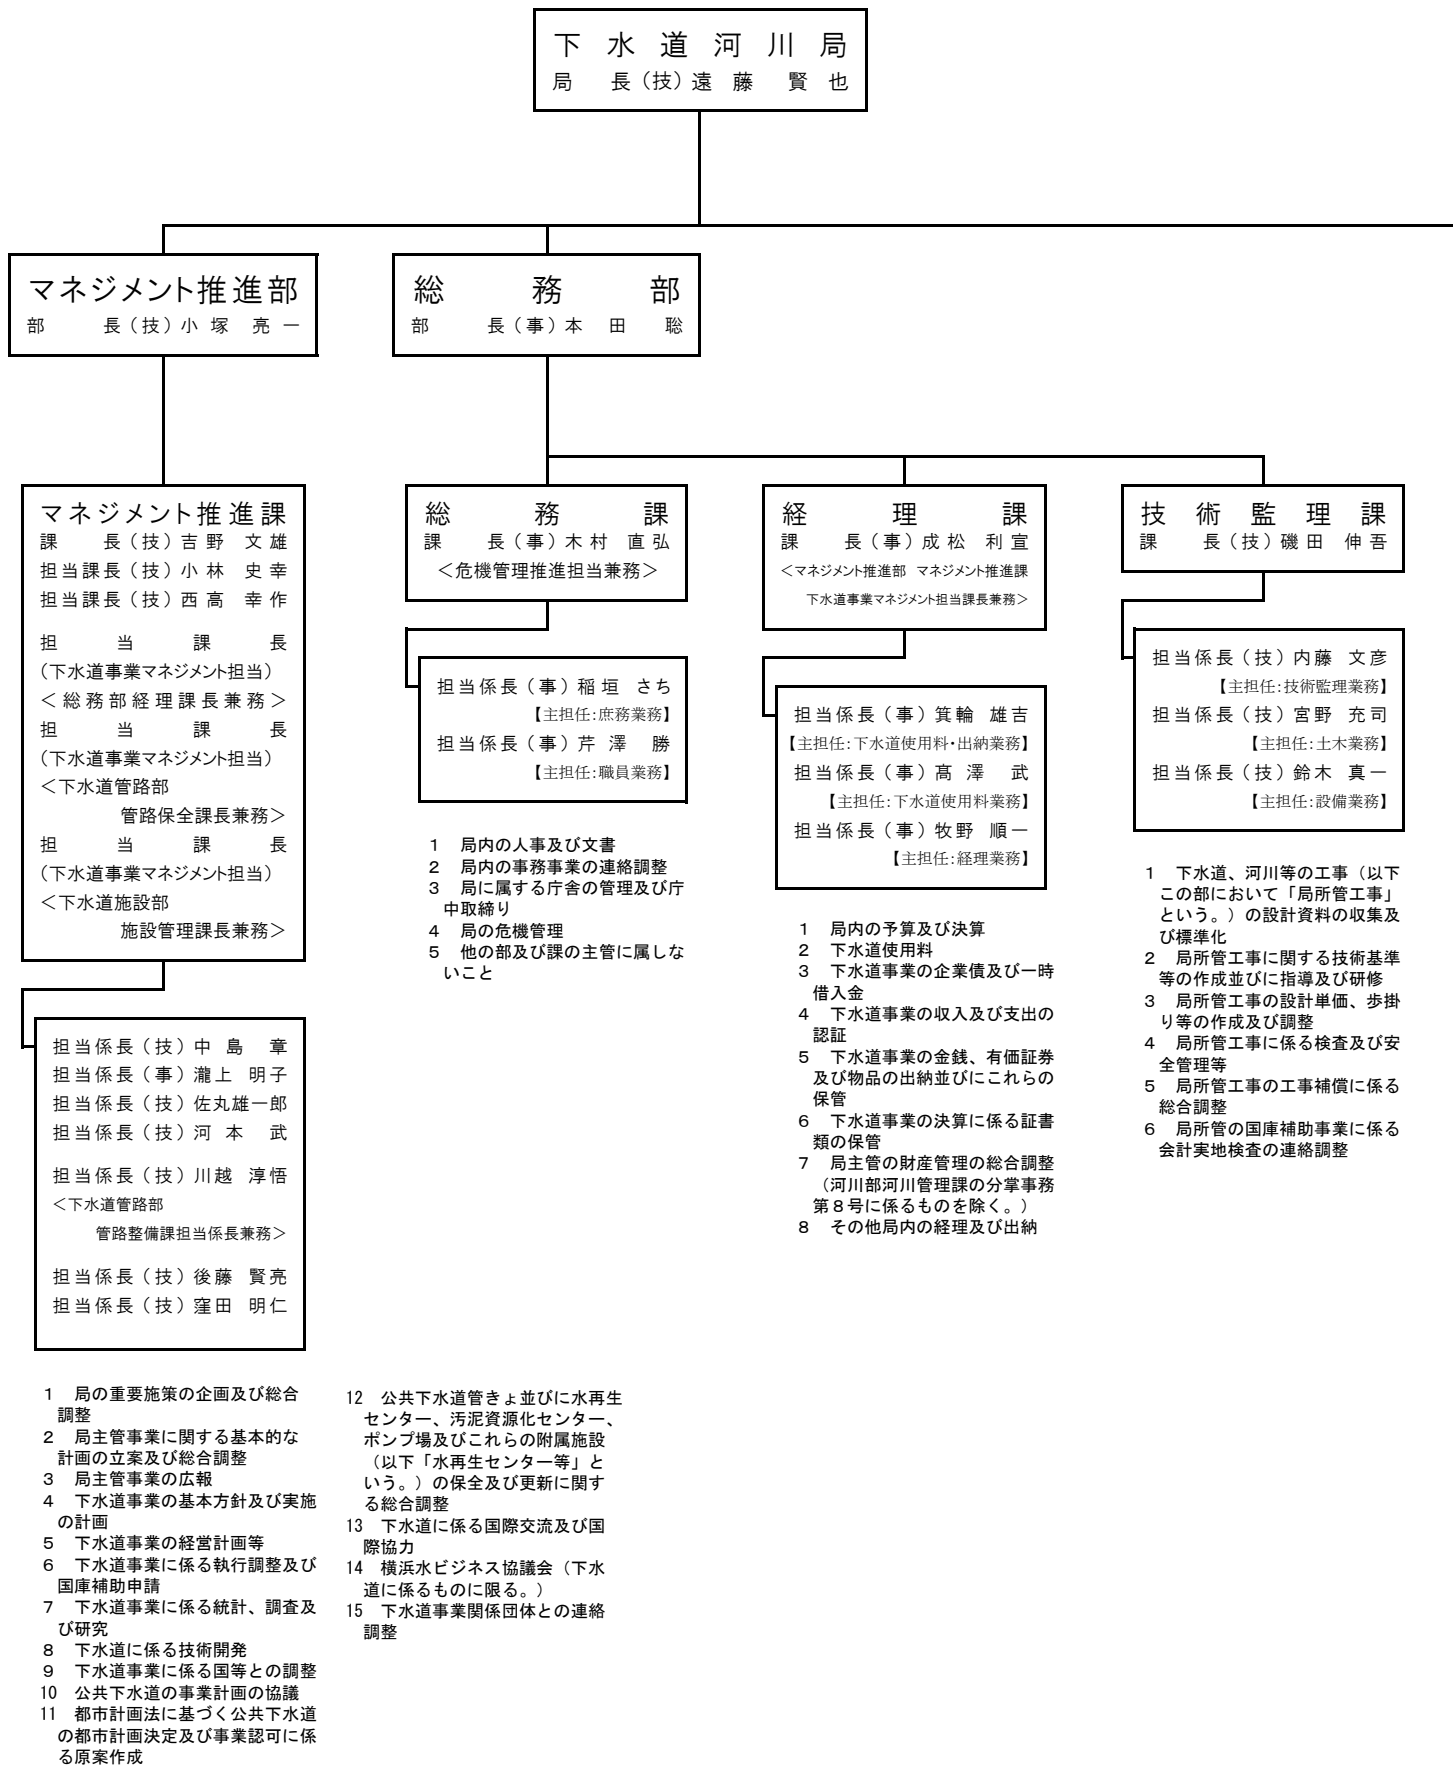 下水道河川局
局長(技)遠藤 賢也
マネジメント推進部
部長(技)小塚 亮一
総務部
部長(事)本田 聡
マネジメント推進課
課長(技)吉野 文雄
担当課長(技)小林 史幸
担当課長(技)西高 幸作
担当課長
(下水道事業マネジメント担当)
<総務部経理課長兼務>
担当課長
(下水道事業マネジメント担当)
<下水道管路部
管路保全課長兼務>
担当課長
(下水道事業マネジメント担当)
<下水道施設部
施設管理課長兼務>
担当係長(技)中島 章
担当係長(事)瀧上 明子
担当係長(技)佐丸雄一郎
担当係長(技)河本 武
担当係長(技)川越 淳悟
<下水道管路部
管路整備課担当係長兼務>
担当係長(技)後藤 賢亮
担当係長(技)窪田 明仁
1 局の重要施策の企画及び総合
調整
2 局主管事業に関する基本的な
計画の立案及び総合調整
3 局主管事業の広報
4 下水道事業の基本方針及び実施
の計画
5 下水道事業の経営計画等
6 下水道事業に係る執行調整及び
国庫補助申請
7 下水道事業に係る統計、調査及
び研究
8 下水道に係る技術開発
9 下水道事業に係る国等との調整
10 公共下水道の事業計画の協議
11 都市計画法に基づく公共下水道
の都市計画決定及び事業認可に係
る原案作成
12 公共下水道管きょ並びに水再生
センター、汚泥資源化センター、
ポンプ場及びこれらの附属施設
(以下「水再生センター等」と
いう。)の保全及び更新に関す
る総合調整
13 下水道に係る国際交流及び国
際協力
14 横浜水ビジネス協議会(下水
道に係るものに限る。)
15 下水道事業関係団体との連絡
調整
総務課
課長(事)木村 直弘
<危機管理推進担当兼務>
担当係長(事)稲垣 さち
【主担任:庶務業務】
担当係長(事)芹澤 勝
【主担任:職員業務】
1 局内の人事及び文書
2 局内の事務事業の連絡調整
3 局に属する庁舎の管理及び庁
中取締り
4 局の危機管理
5 他の部及び課の主管に属しな
いこと
経理課
課長(事)成松 利宣
<マネジメント推進部 マネジメント推進課
下水道事業マネジメント担当課長兼務>
担当係長(事)箕輪 雄吉
【主担任:下水道使用料・出納業務】
担当係長(事)髙澤 武
【主担任:下水道使用料業務】
担当係長(事)牧野 順一
【主担任:経理業務】
1 局内の予算及び決算
2 下水道使用料
3 下水道事業の企業債及び一時
借入金
4 下水道事業の収入及び支出の
認証
5 下水道事業の金銭、有価証券
及び物品の出納並びにこれらの
保管
6 下水道事業の決算に係る証書
類の保管
7 局主管の財産管理の総合調整
(河川部河川管理課の分掌事務
第8号に係るものを除く。)
8 その他局内の経理及び出納
技術監理課
課長(技)磯田 伸吾
担当係長(技)内藤 文彦
【主担任:技術監理業務】
担当係長(技)宮野 充司
【主担任:土木業務】
担当係長(技)鈴木 真一
【主担任:設備業務】
1 下水道、河川等の工事(以下
この部において「局所管工事」
という。)の設計資料の収集及
び標準化
2 局所管工事に関する技術基準
等の作成並びに指導及び研修
3 局所管工事の設計単価、歩掛
り等の作成及び調整
4 局所管工事に係る検査及び安
全管理等
5 局所管工事の工事補償に係る
総合調整
6 局所管の国庫補助事業に係る
会計実地検査の連絡調整